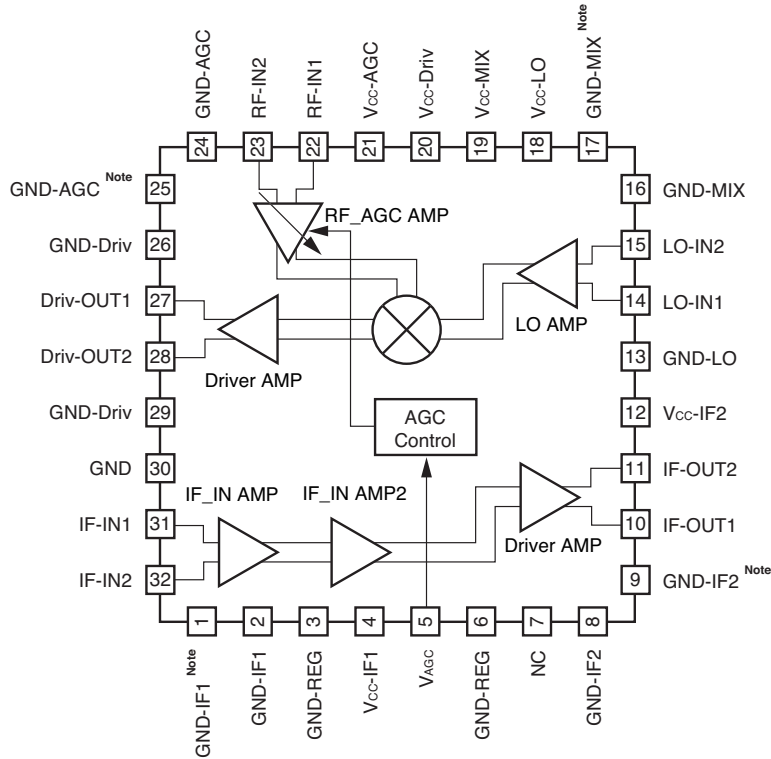 GND-AGC
RF-IN2
RF-IN1
Vcc-AGC
Vcc-Driv
Vcc-MIX
Vcc-LO
GND-MIX Note
24
23
22
21
20
19
18
17
GND-AGC Note
25
GND-Driv
26
Driv-OUT1
27
Driv-OUT2
28
GND-Driv
29
GND
30
IF-IN1
31
IF-IN2
32
16
GND-MIX
15
LO-IN2
14
LO-IN1
13
GND-LO
12
Vcc-IF2
11
IF-OUT2
10
IF-OUT1
9
GND-IF2 Note
RF_AGC AMP
LO AMP
Driver AMP
AGC
Control
IF_IN AMP
IF_IN AMP2
Driver AMP
1
2
3
4
5
6
7
8
GND-IF1 Note
GND-IF1
GND-REG
Vcc-IF1
VAGC
GND-REG
NC
GND-IF2